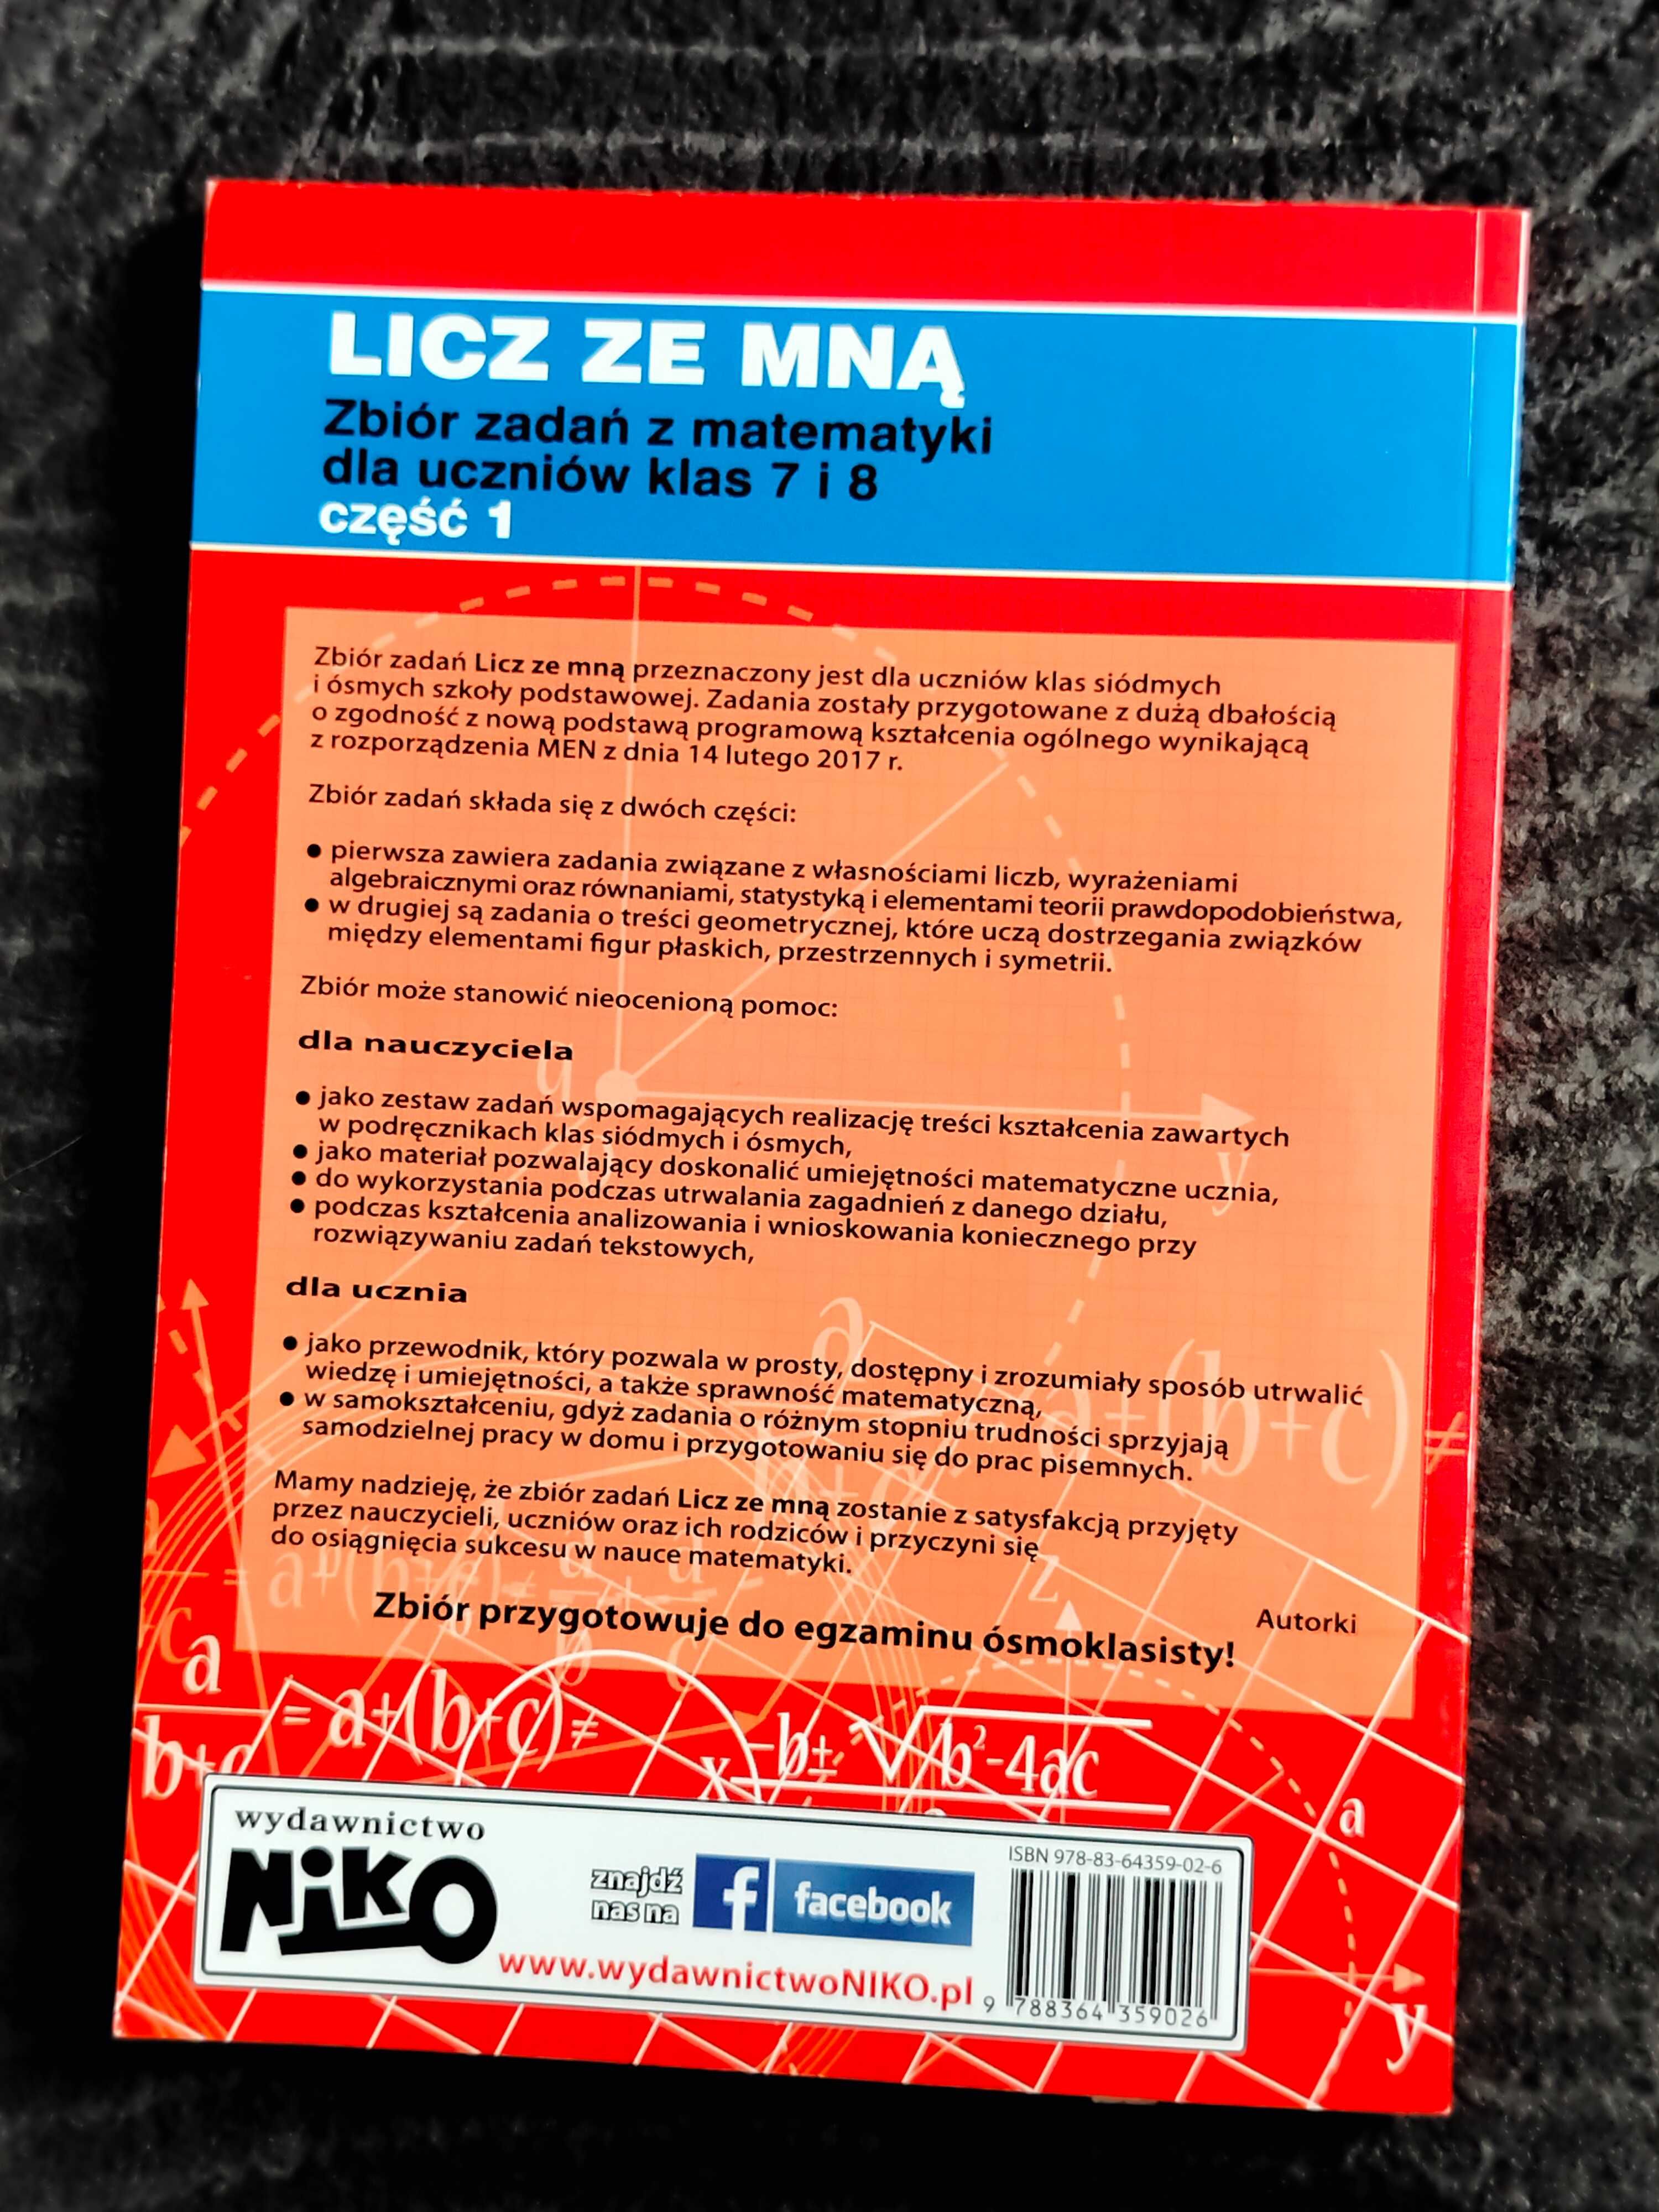 LICZ ZE MNĄ
Zbiór zadań z matematyki
dla uczniów klas 7 i 8
część 1
Zbiór zadań Licz ze mną przeznaczony jest dla uczniów klas siódmych
i ósmych szkoły podstawowej. Zadania zostały przygotowane z dużą dbałością
o zgodność z nową podstawą programową kształcenia ogólnego wynikającą
z rozporządzenia MEN z dnia 14 lutego 2017 r.
Zbiór zadań składa się z dwóch części:
● pierwsza zawiera zadania związane z własnościami liczb, wyrażeniami
algebraicznymi oraz równaniami, statystyką i elementami teorii prawdopodobieństwa,
● w drugiej są zadania o treści geometrycznej, które uczą dostrzegania związków
między elementami figur płaskich, przestrzennych i symetrii.
Zbiór może stanowić nieocenioną pomoc:
dla nauczyciela
● jako zestaw zadań wspomagających realizację treści kształcenia zawartych
w podręcznikach klas siódmych i ósmych,
● jako materiał pozwalający doskonalić umiejętności matematyczne ucznia,
● do wykorzystania podczas utrwalania zagadnień z danego działu,
● podczas kształcenia analizowania i wnioskowania koniecznego przy
rozwiązywaniu zadań tekstowych,
dla ucznia
● jako przewodnik, który pozwala w prosty, dostępny i zrozumiały sposób utrwalić
wiedzę i umiejętności, a także sprawność matematyczną,
● w samokształceniu, gdyż zadania o różnym stopniu trudności sprzyjają
samodzielnej pracy w domu i przygotowaniu się do prac pisemnych.
Mamy nadzieję, że zbiór zadań Licz ze mną zostanie z satysfakcją przyjęty
przez nauczycieli, uczniów oraz ich rodziców i przyczyni się
do osiągnięcia sukcesu w nauce matematyki.
Autorki
Zbiór przygotowuje do egzaminu ósmoklasisty!
a
b+c
= a+(b+c)≠
x
-b± √b²-4ac
a
y
wydawnictwo
NiKO
znajdź
nas na
f facebook
www.wydawnictwoNIKO.pl
ISBN 978-83-64359-02-6
9 788364 359026